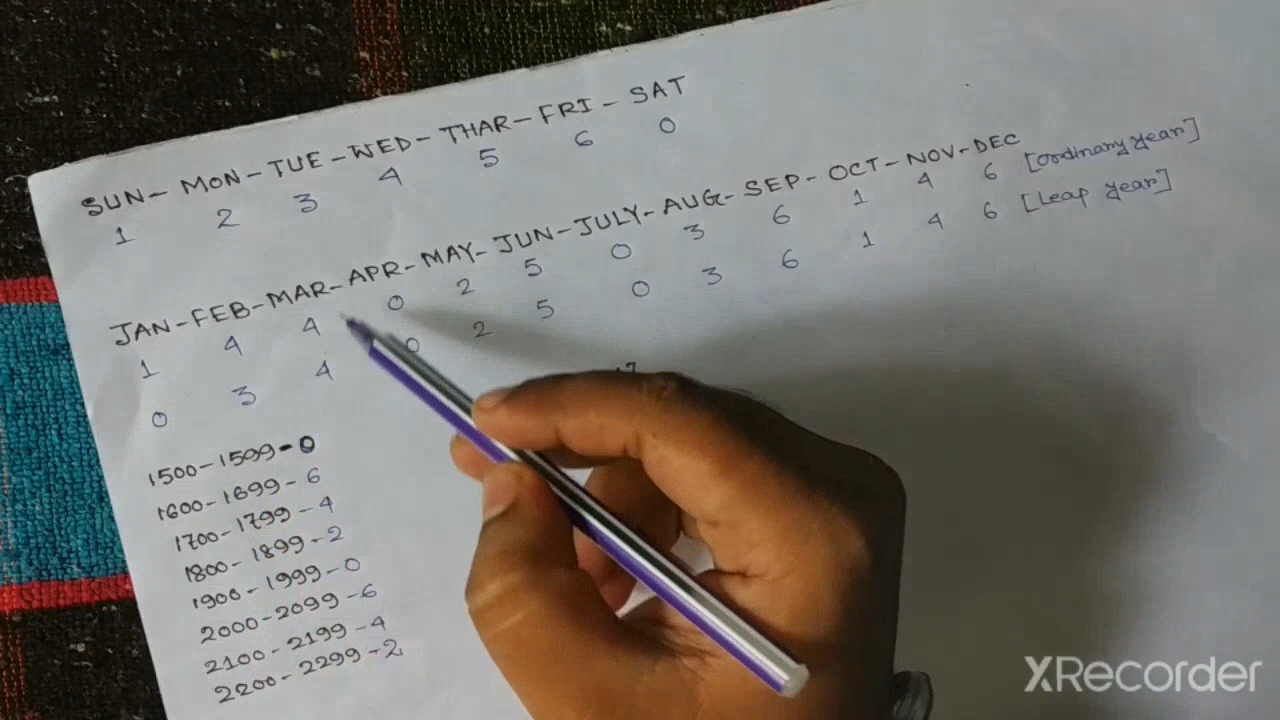 SUN - MON - TUE - WED - THAR - FRI - SAT
1 2 3 4 5 6 0
JAN - FEB - MAR - APR - MAY - JUN - JULY - AUG - SEP - OCT - NOV - DEC
1 4 4 0 2 5 0 3 6 1 4 6 [ordinary year]
0 3 4 0 2 5 0 3 6 1 4 6 [Leap year]
1500 - 1599 - 0
1600 - 1699 - 6
1700 - 1799 - 4
1800 - 1899 - 2
1900 - 1999 - 0
2000 - 2099 - 6
2100 - 2199 - 4
2200 - 2299 - 2
XRecorder